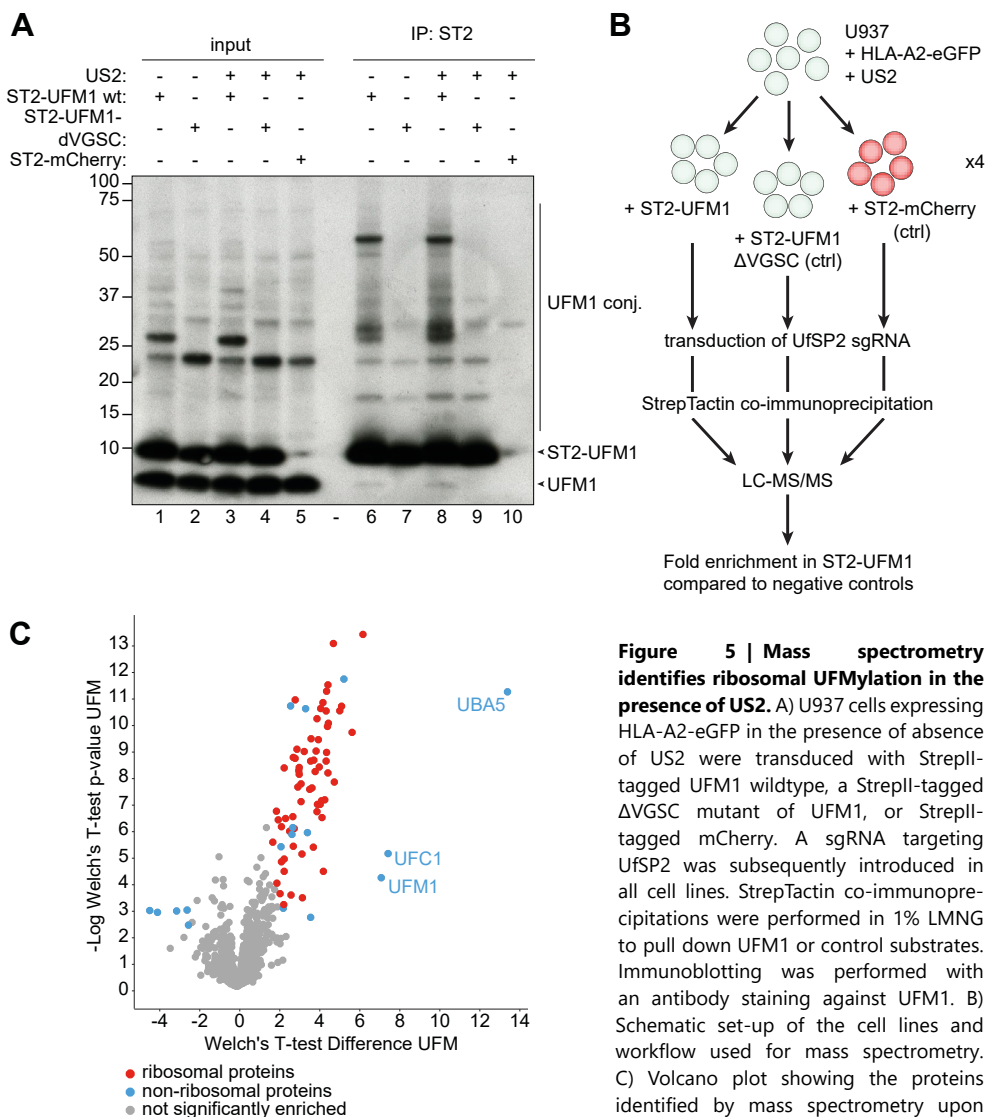 A
input
IP: ST2
US2: - - + + + - - + + +
ST2-UFM1 wt: + - + - - + - + - -
ST2-UFM1-
dVGSC: - + - + - - + - + -
ST2-mCherry: - - - - + - - - - +
100
75
50
37
25
20
15
10
UFM1 conj.
ST2-UFM1
UFM1
1 2 3 4 5 - 6 7 8 9 10
B
U937
+ HLA-A2-eGFP
+ US2
x4
+ ST2-UFM1
+ ST2-UFM1
ΔVGSC (ctrl)
+ ST2-mCherry
(ctrl)
transduction of UfSP2 sgRNA
StrepTactin co-immunoprecipitation
LC-MS/MS
Fold enrichment in ST2-UFM1
compared to negative controls
C
-Log Welch's T-test p-value UFM
13
12
11
10
9
8
7
6
5
4
3
2
1
0
UBA5
UFC1
UFM1
-4 -2 0 2 4 6 8 10 12 14
Welch's T-test Difference UFM
ribosomal proteins
non-ribosomal proteins
not significantly enriched
Figure 5 | Mass spectrometry
identifies ribosomal UFMylation in the
presence of US2. A) U937 cells expressing
HLA-A2-eGFP in the presence of absence
of US2 were transduced with StrepII-
tagged UFM1 wildtype, a StrepII-tagged
ΔVGSC mutant of UFM1, or StrepII-
tagged mCherry. A sgRNA targeting
UfSP2 was subsequently introduced in
all cell lines. StrepTactin co-immunopre-
cipitations were performed in 1% LMNG
to pull down UFM1 or control substrates.
Immunoblotting was performed with
an antibody staining against UFM1. B)
Schematic set-up of the cell lines and
workflow used for mass spectrometry.
C) Volcano plot showing the proteins
identified by mass spectrometry upon